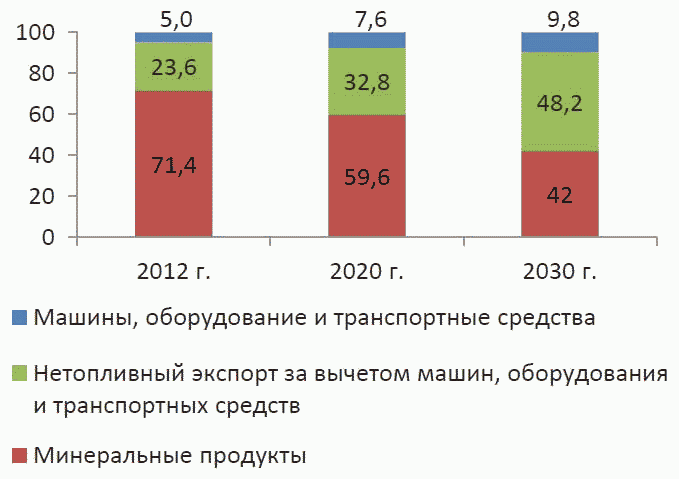 5,0 7,6 9,8
100
80
60
40
20
0
23,6 32,8 48,2
71,4 59,6 42
2012 г. 2020 г. 2030 г.
Машины, оборудование и транспортные средства
Нетопливный экспорт за вычетом машин, оборудования
и транспортных средств
Минеральные продукты